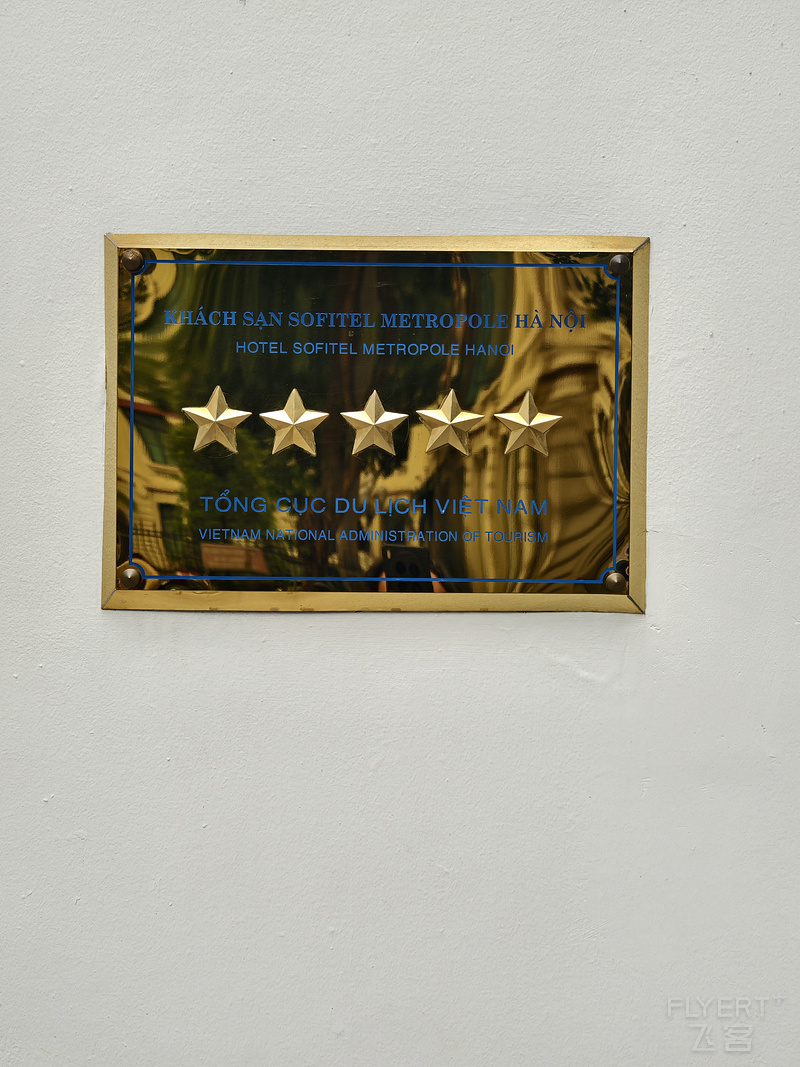 KHÁCH SẠN SOFITEL METROPOLE HÀ NỘI
HOTEL SOFITEL METROPOLE HANOI
TỔNG CỤC DU LỊCH VIỆT NAM
VIETNAM NATIONAL ADMINISTRATION OF TOURISM
FLYERT+
飞客